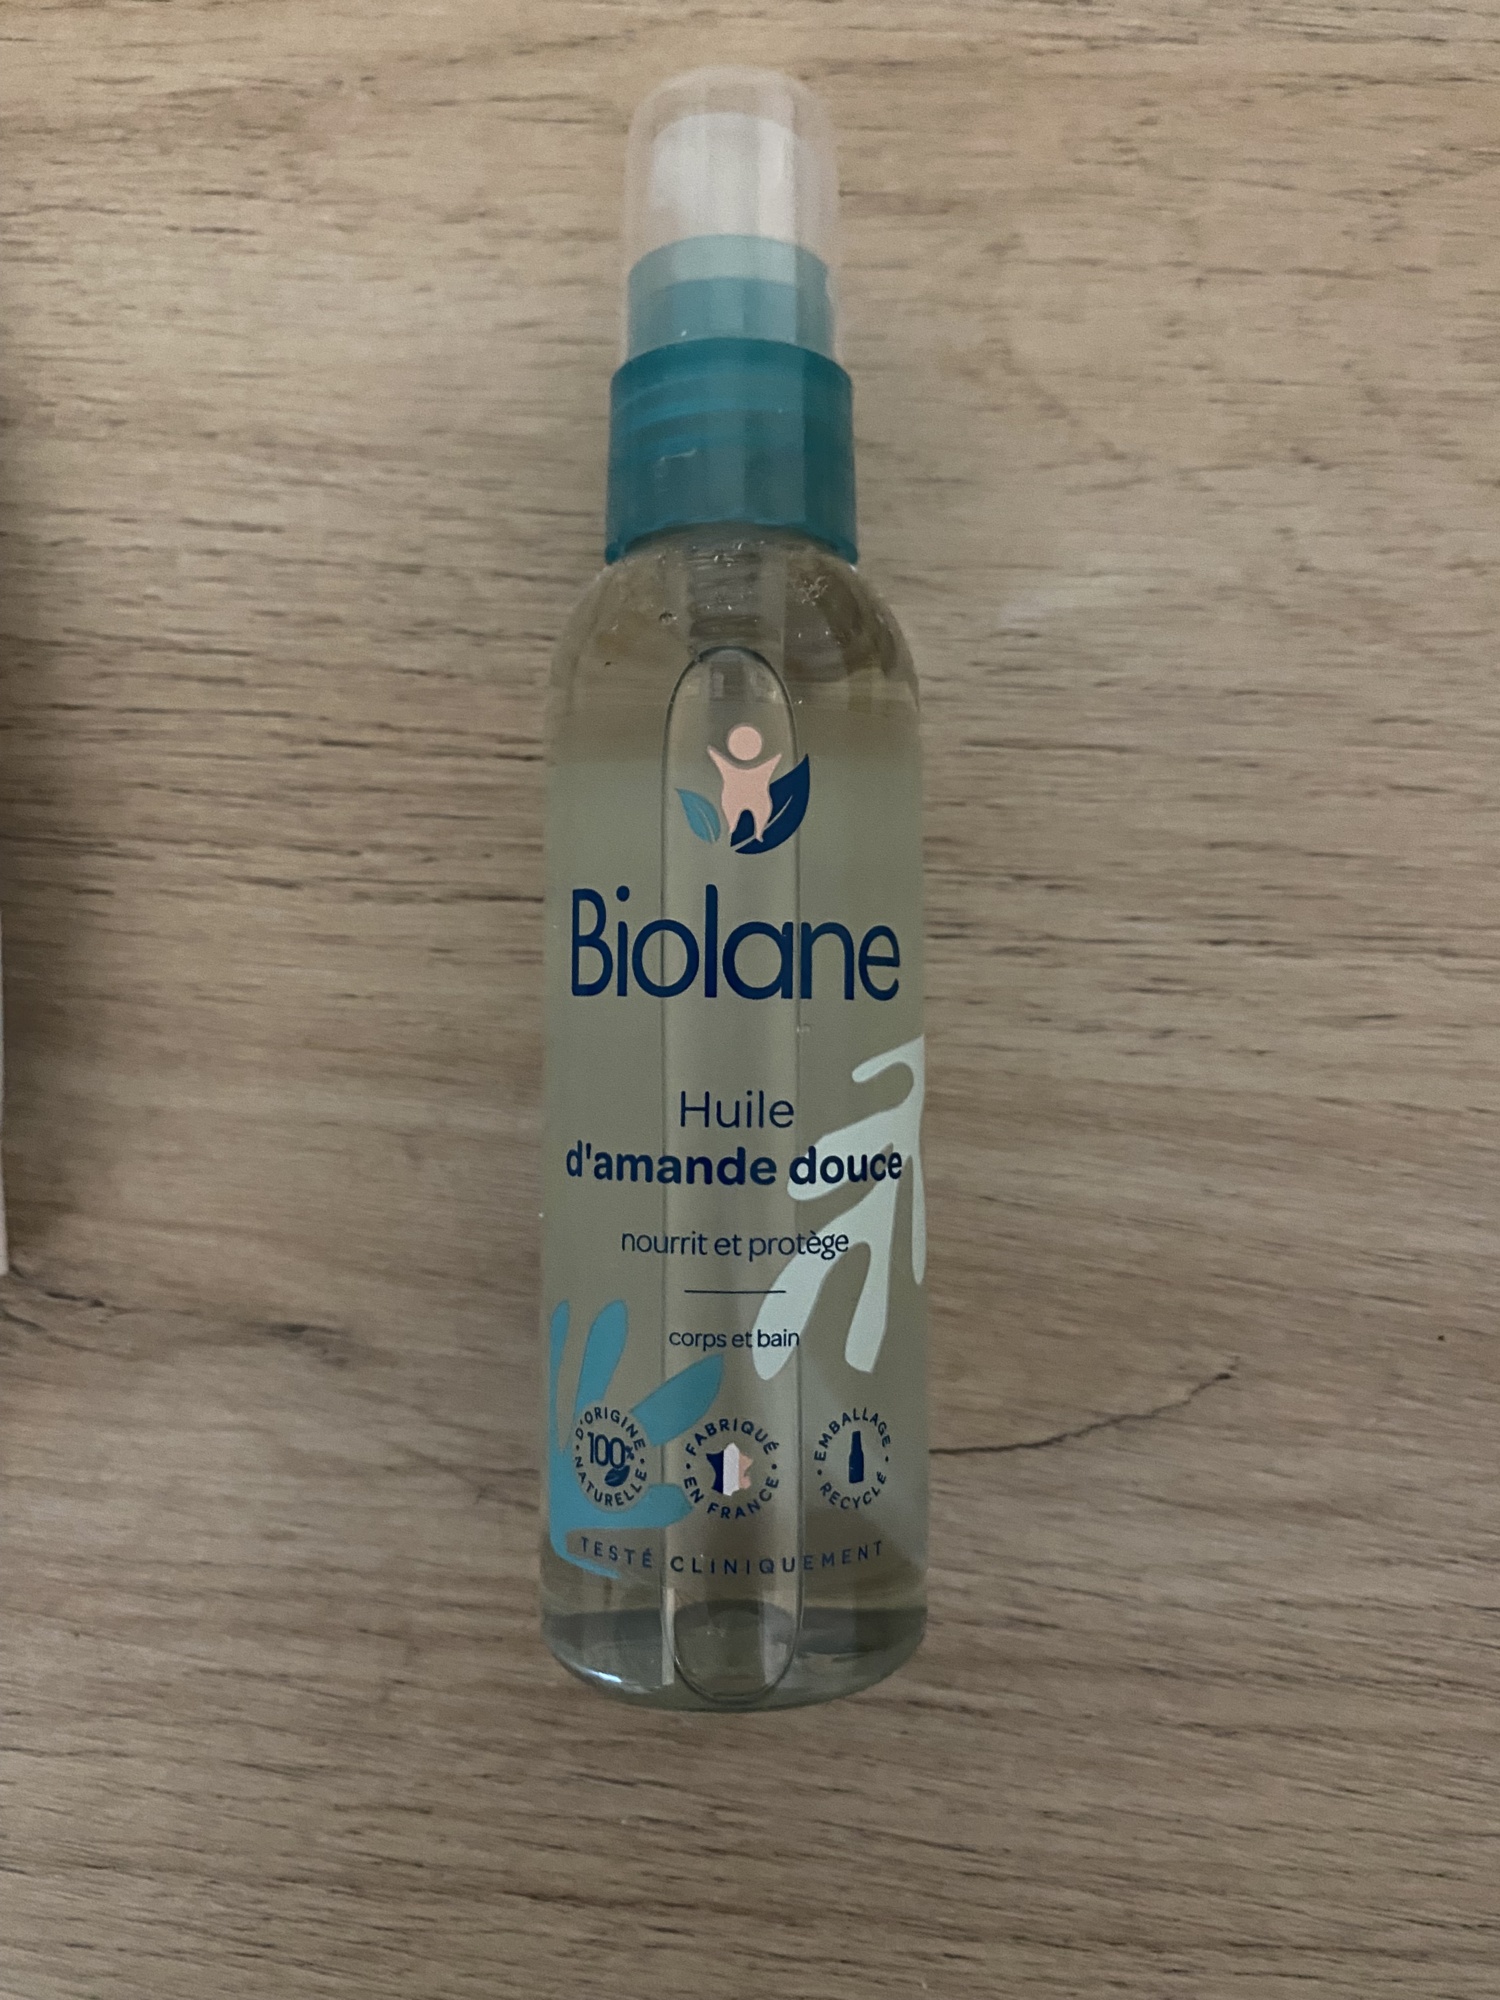 Biolane
Huile
d'amande douce
nourrit et protège
corps et bain
D'ORIGINE NATURELLE
100%
FABRIQUÉ EN FRANCE
EMBALLAGE RECYCLÉ
TESTÉ CLINIQUEMENT